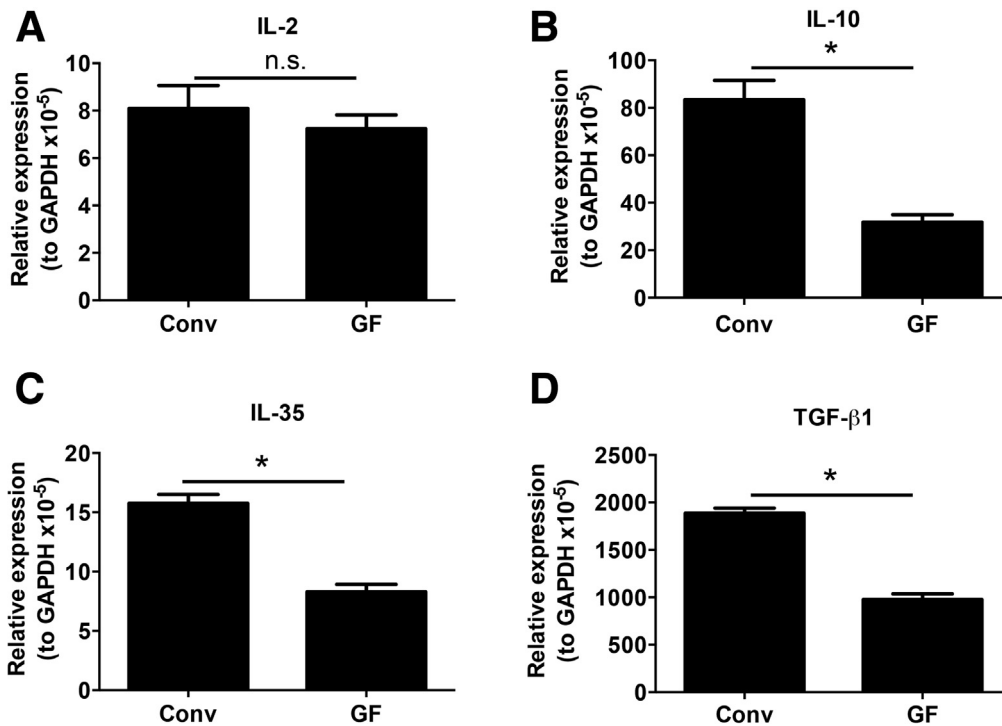 A
IL-2
n.s.
Relative expression
(to GAPDH x10-5)
10
8
6
4
2
0
Conv GF
B
IL-10
*
Relative expression
(to GAPDH x10-5)
100
80
60
40
20
0
Conv GF
C
IL-35
*
Relative expression
(to GAPDH x10-5)
20
15
10
5
0
Conv GF
D
TGF-β1
*
Relative expression
(to GAPDH x10-5)
2500
2000
1500
1000
500
0
Conv GF